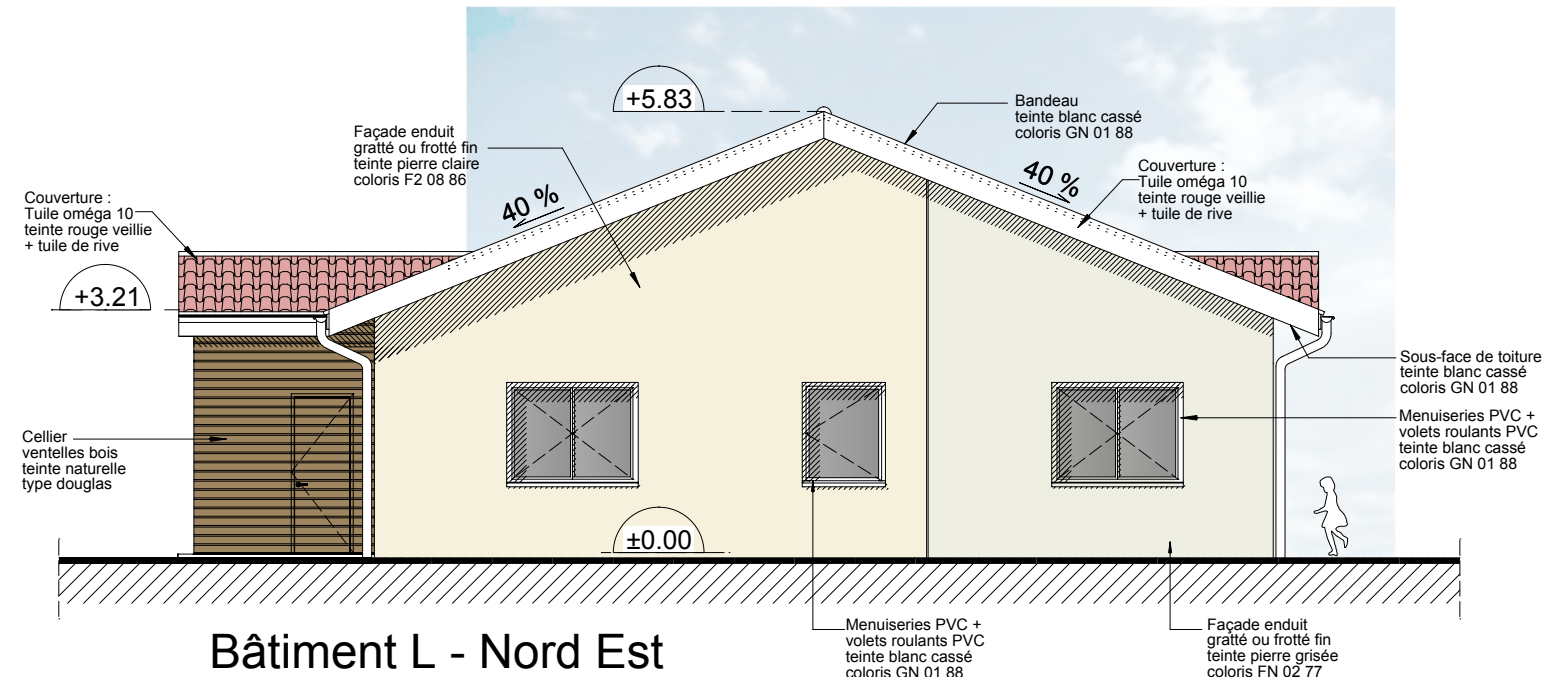 +5.83
Bandeau
teinte blanc cassé
coloris GN 01 88
Façade enduit
gratté ou frotté fin
teinte pierre claire
coloris F2 08 86
Couverture :
Tuile oméga 10
teinte rouge veillie
+ tuile de rive
40 %
40 %
Couverture :
Tuile oméga 10
teinte rouge veillie
+ tuile de rive
+3.21
Sous-face de toiture
teinte blanc cassé
coloris GN 01 88
Menuiseries PVC +
volets roulants PVC
teinte blanc cassé
coloris GN 01 88
Cellier
ventelles bois
teinte naturelle
type douglas
±0.00
Bâtiment L - Nord Est
Menuiseries PVC +
volets roulants PVC
teinte blanc cassé
coloris GN 01 88
Façade enduit
gratté ou frotté fin
teinte pierre grisée
coloris FN 02 77